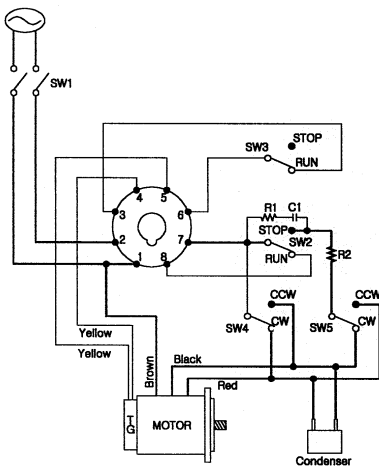 SW1
STOP
SW3
RUN
4
5
3
6
2
7
1
8
R1
C1
STOP
SW2
RUN
R2
CCW
CCW
SW4
CW
SW5
CW
Yellow
Yellow
Brown
Black
Red
T
G
MOTOR
Condenser